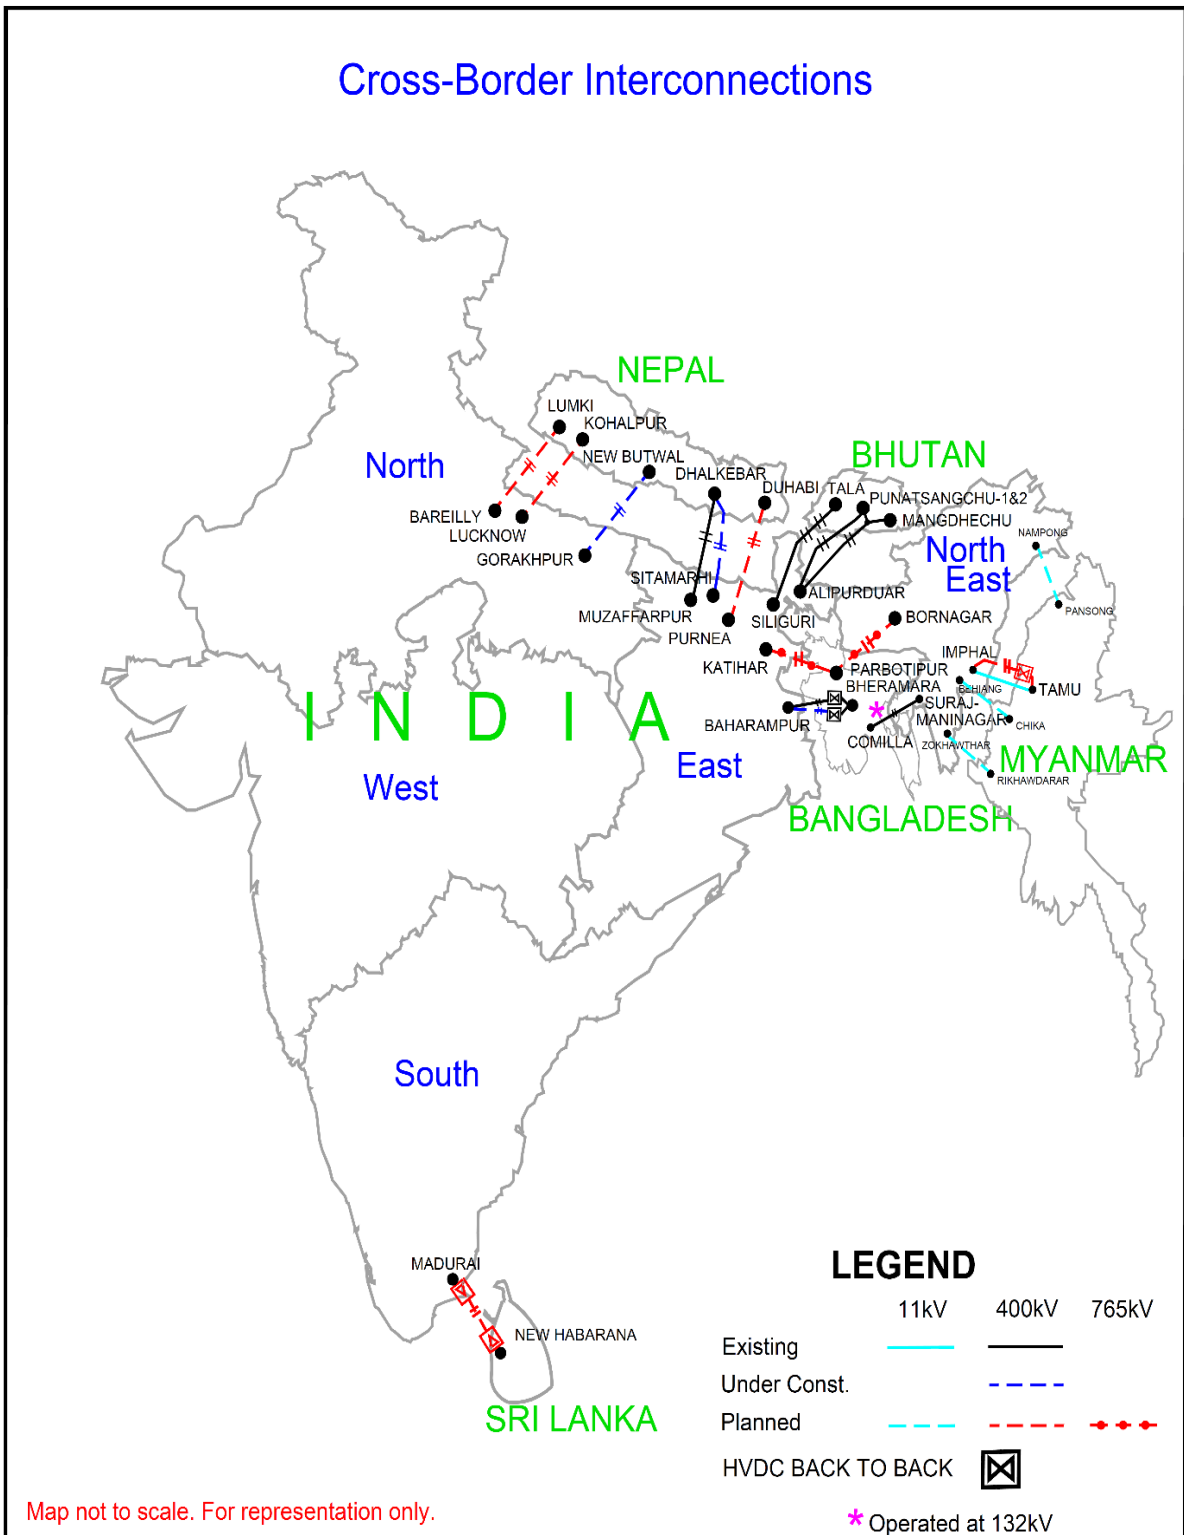 Cross-Border Interconnections
NEPAL
LUMKI
KOHALPUR
North
NEW BUTWAL
BHUTAN
DHALKEBAR
DUHABI
TALA
PUNATSANGCHU-1&2
BAREILLY
MANGDHECHU
LUCKNOW
NAMPONG
GORAKHPUR
North
East
SITAMARHI
ALIPURDUAR
PANSONG
MUZAFFARPUR
SILIGURI
BORNAGAR
PURNEA
IMPHAL
KATIHAR
PARBOTIPUR
BHERAMARA
BEHIANG
TAMU
INDIA
BAHARAMPUR
SURAJ-
MANINAGAR
CHIKA
*
COMILLA
ZOKHAWTHAR
East
MYANMAR
West
RIKHAWDARAR
BANGLADESH
South
MADURAI
NEW HABARANA
SRI LANKA
LEGEND
11kV 400kV 765kV
Existing
Under Const.
Planned
HVDC BACK TO BACK
* Operated at 132kV
Map not to scale. For representation only.